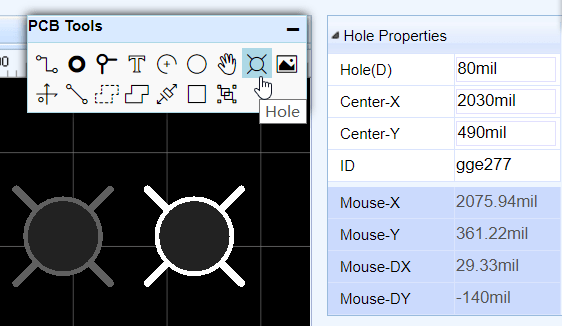 PCB Tools
00
T
Hole
Hole Properties
Hole(D) 80mil
Center-X 2030mil
Center-Y 490mil
ID gge277
Mouse-X 2075.94mil
Mouse-Y 361.22mil
Mouse-DX 29.33mil
Mouse-DY -140mil